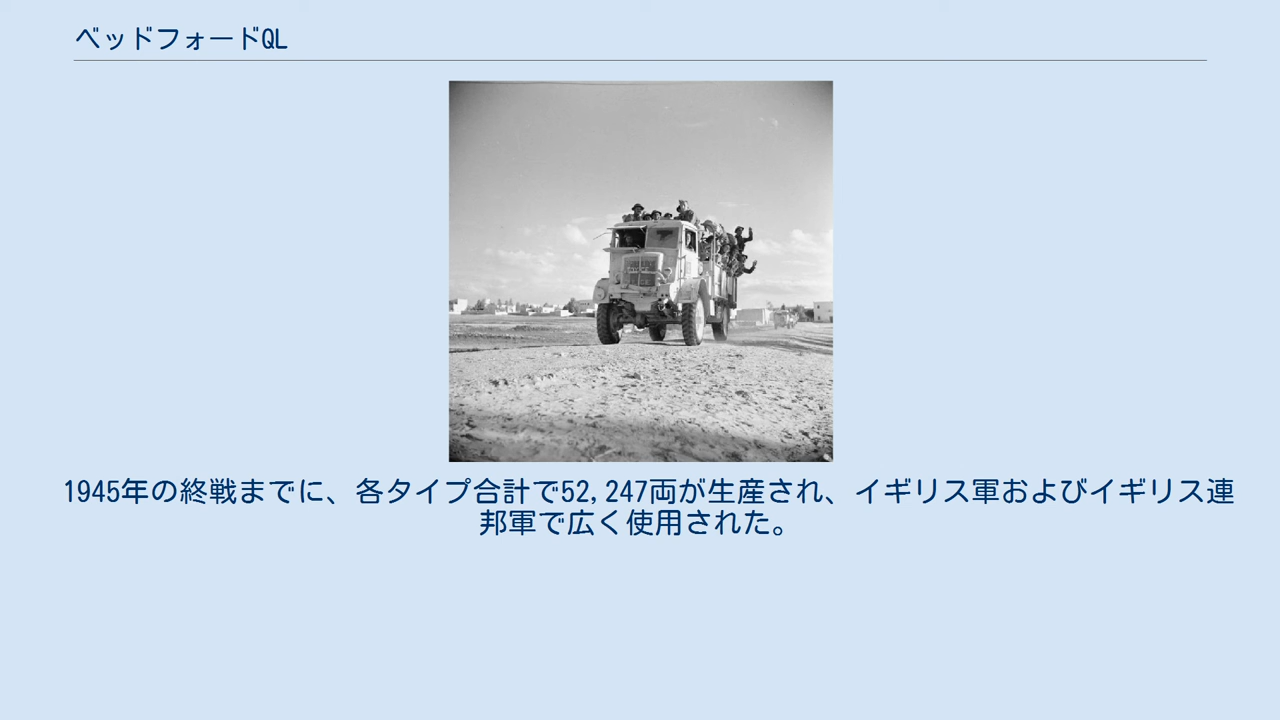 ベッドフォードQL
1945年の終戦までに、各タイプ合計で52,247両が生産され、イギリス軍およびイギリス連
邦軍で広く使用された。